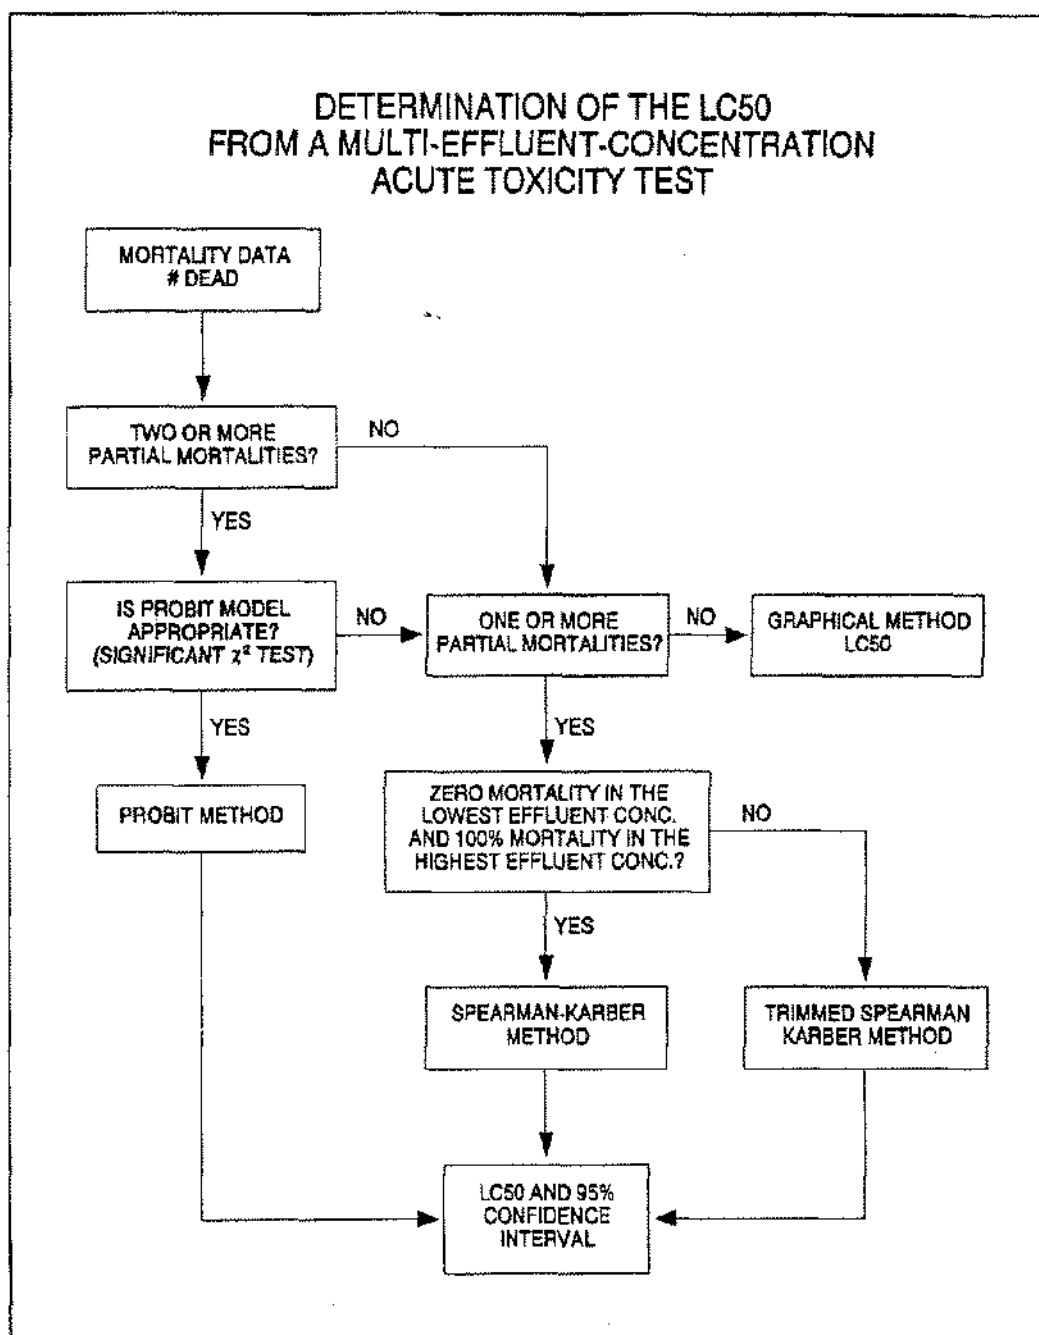 DETERMINATION OF THE LC50
FROM A MULTI-EFFLUENT-CONCENTRATION
ACUTE TOXICITY TEST
MORTALITY DATA
# DEAD
TWO OR MORE
PARTIAL MORTALITIES?
NO
YES
IS PROBIT MODEL
APPROPRIATE?
(SIGNIFICANT χ² TEST)
NO
ONE OR MORE
PARTIAL MORTALITIES?
NO
GRAPHICAL METHOD
LC50
YES
YES
PROBIT METHOD
ZERO MORTALITY IN THE
LOWEST EFFLUENT CONC.
AND 100% MORTALITY IN THE
HIGHEST EFFLUENT CONC.?
NO
YES
SPEARMAN-KARBER
METHOD
TRIMMED SPEARMAN
KARBER METHOD
LC50 AND 95%
CONFIDENCE
INTERVAL